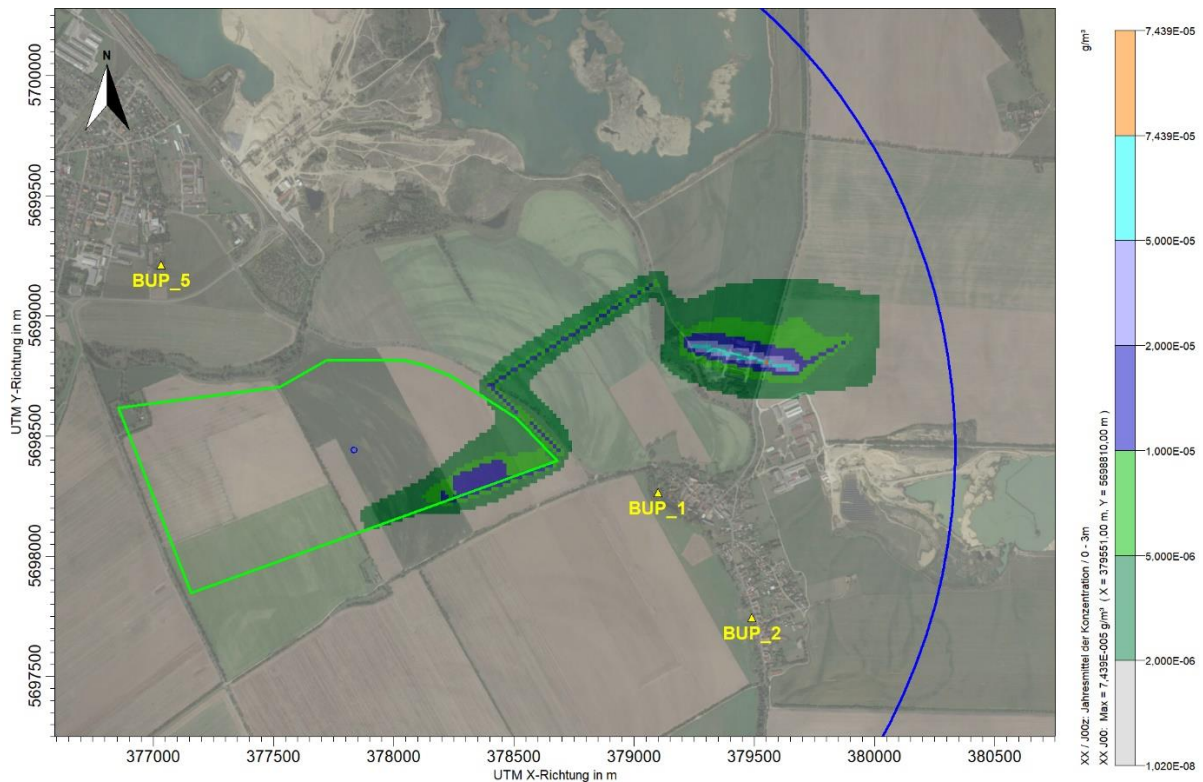 N
5700000
5699500
5699000
5698500
5698000
5697500
UTM Y-Richtung in m
377000
377500
378000
378500
379000
379500
380000
380500
UTM X-Richtung in m
BUP_5
BUP_1
BUP_2
g/m³
7,439E-05
7,439E-05
5,000E-05
2,000E-05
1,000E-05
5,000E-06
2,000E-06
1,020E-08
XX / J00z: Jahresmittel der Konzentration / 0 - 3m
XX J00: Max = 7,439E-005 g/m³ ( X = 379551,00 m, Y = 5698810,00 m )